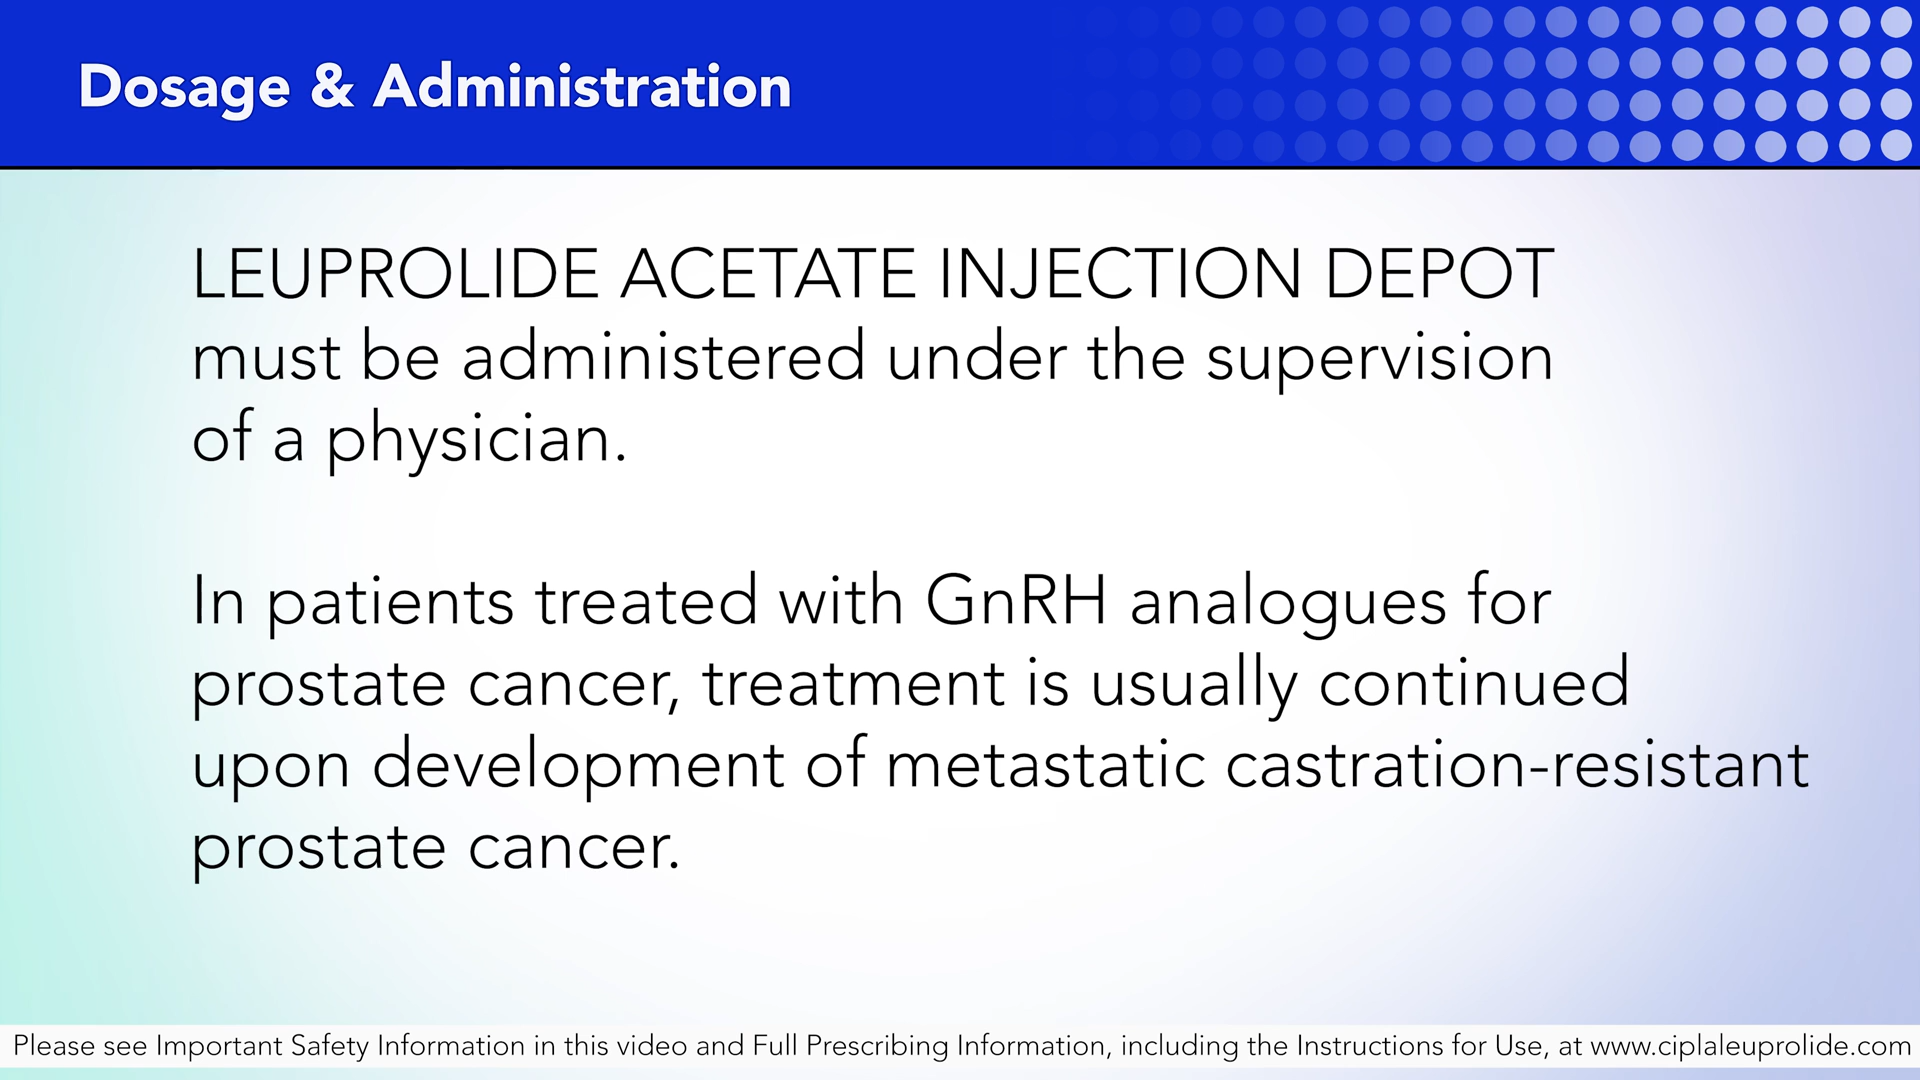 Dosage & Administration
LEUPROLIDE ACETATE INJECTION DEPOT
must be administered under the supervision
of a physician.
In patients treated with GnRH analogues for
prostate cancer, treatment is usually continued
upon development of metastatic castration-resistant
prostate cancer.
Please see Important Safety Information in this video and Full Prescribing Information, including the Instructions for Use, at www.ciplaleuprolide.com